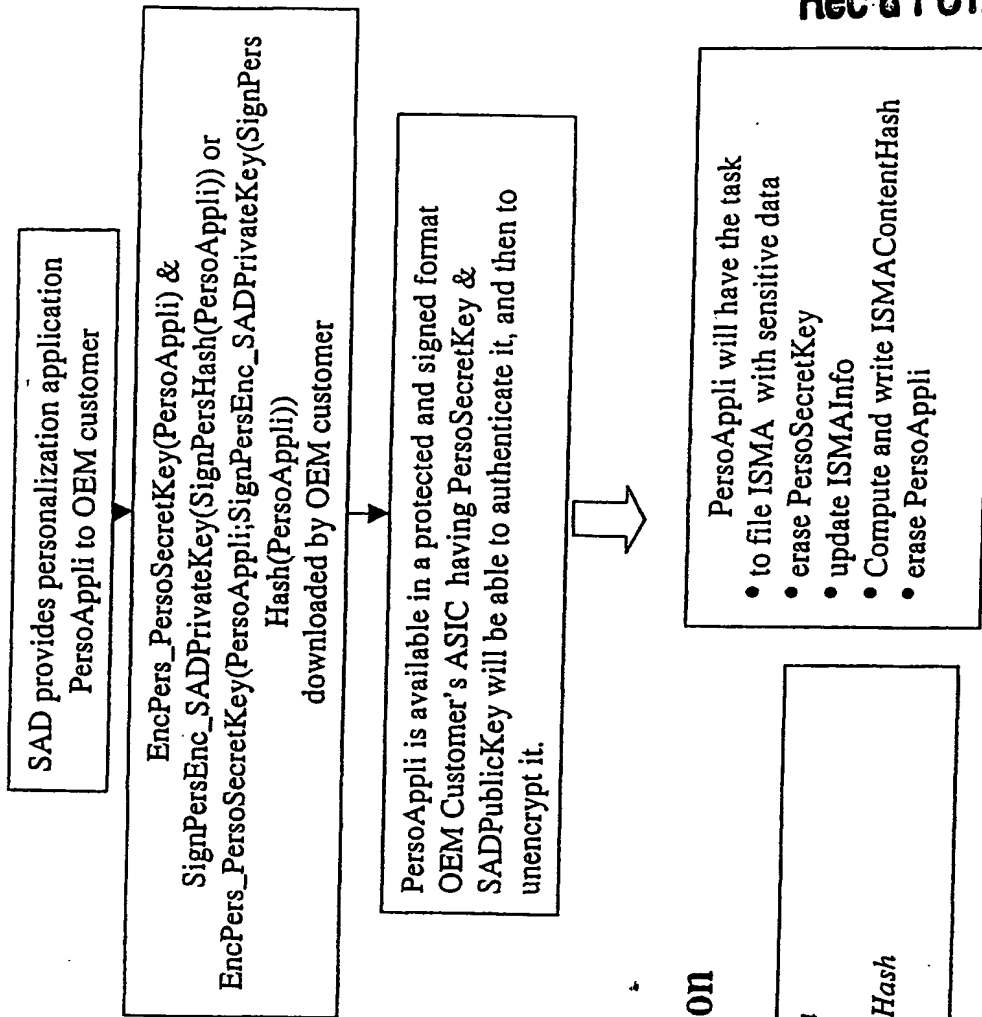 SAD provides personalization application
PersoAppli to OEM customer
EncPers_PersoSecretKey(PersoAppli) &
SignPersEnc_SADPrivateKey(SignPersHash(PersoAppli)) or
EncPers_PersoSecretKey(PersoAppli;SignPersEnc_SADPrivateKey(SignPers
Hash(PersoAppli))
downloaded by OEM customer
PersoAppli is available in a protected and signed format
OEM Customer's ASIC having PersoSecretKey &
SADPublicKey will be able to authenticate it, and then to
unencrypt it.
PersoAppli will have the task
• to file ISMA with sensitive data
• erase PersoSecretKey
• update ISMAInfo
• Compute and write ISMAContentHash
• erase PersoAppli
on
Hash